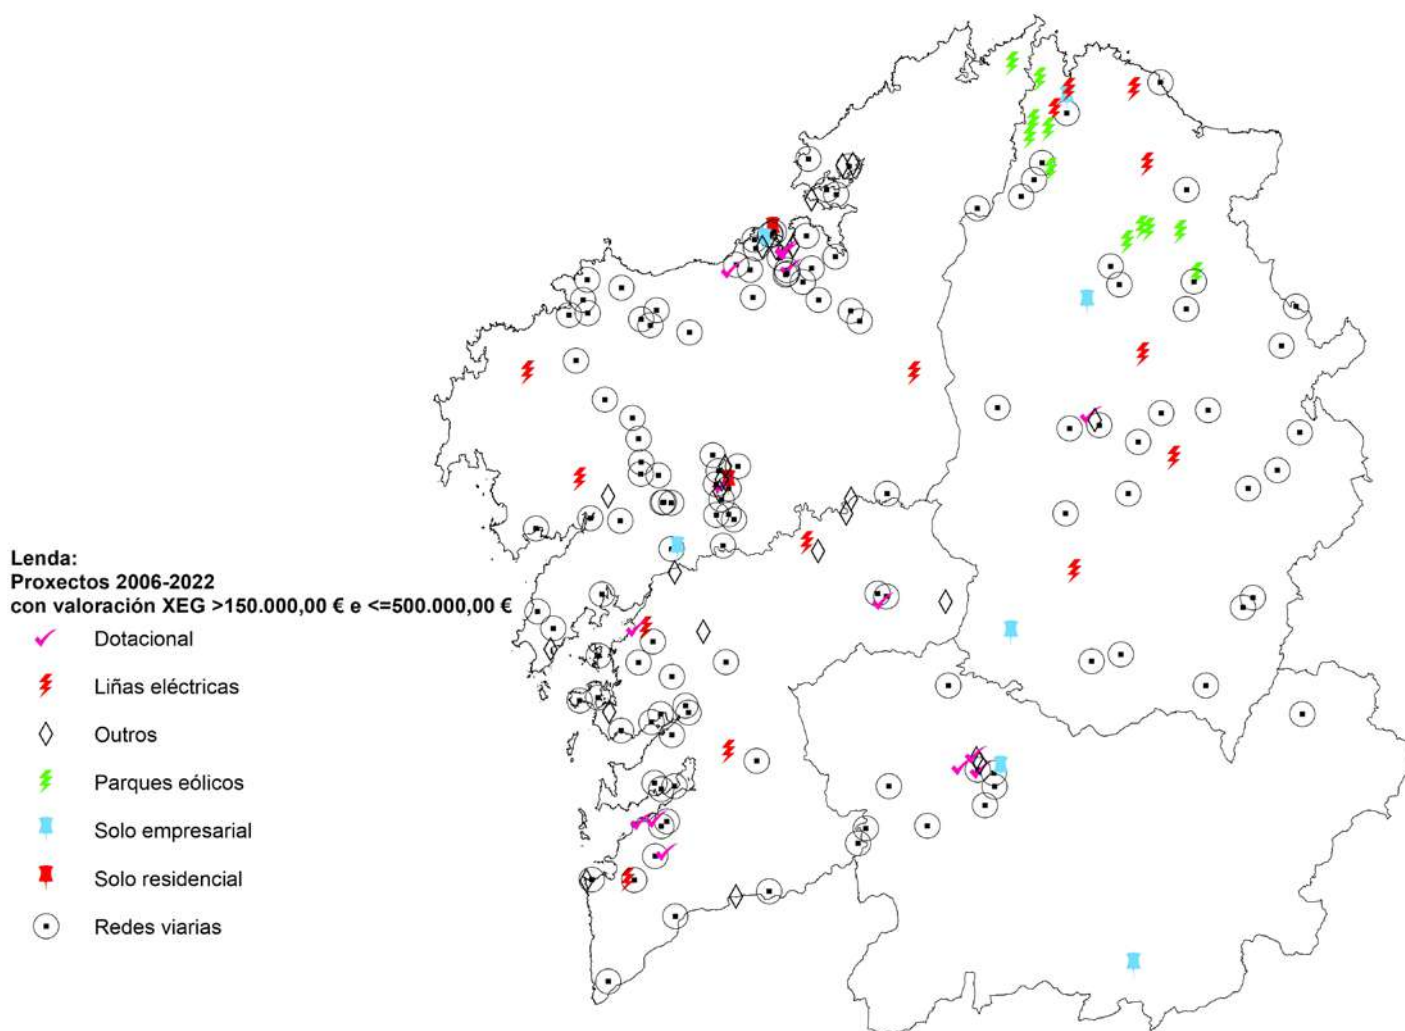 Lenda:
Proxectos 2006-2022
con valoración XEG >150.000,00 € e <=500.000,00 €
Dotacional
Liñas eléctricas
Outros
Parques eólicos
Solo empresarial
Solo residencial
Redes viarias